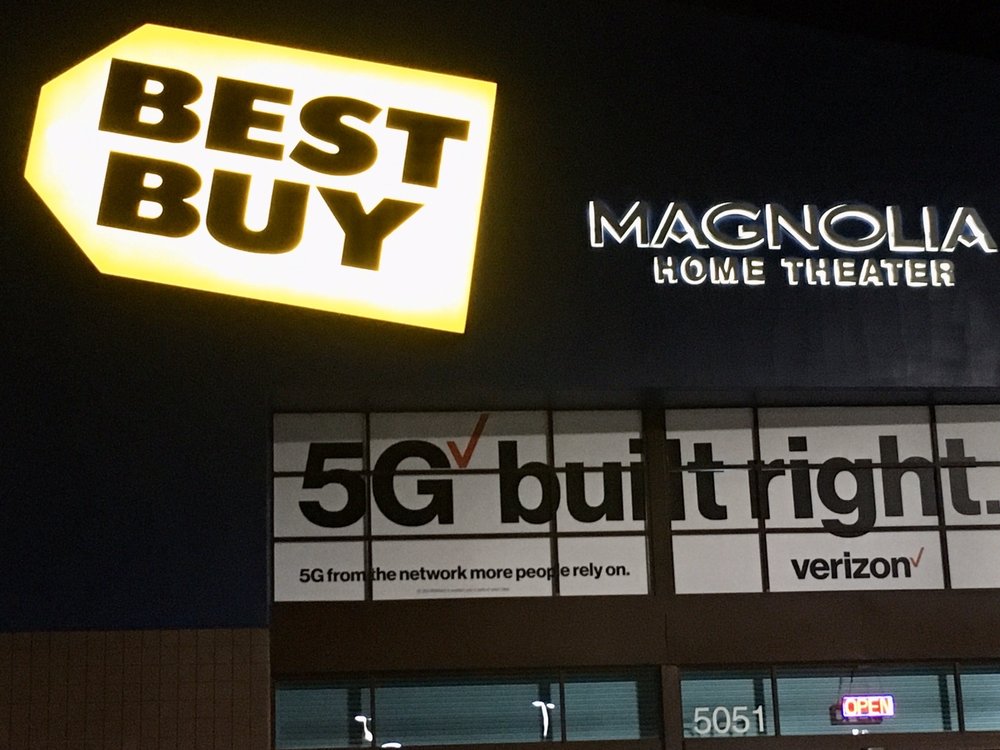 BEST
BUY
MAGNOLIA
HOME THEATER
5G built right.
5G from the network more people rely on.
verizon
5051
OPEN